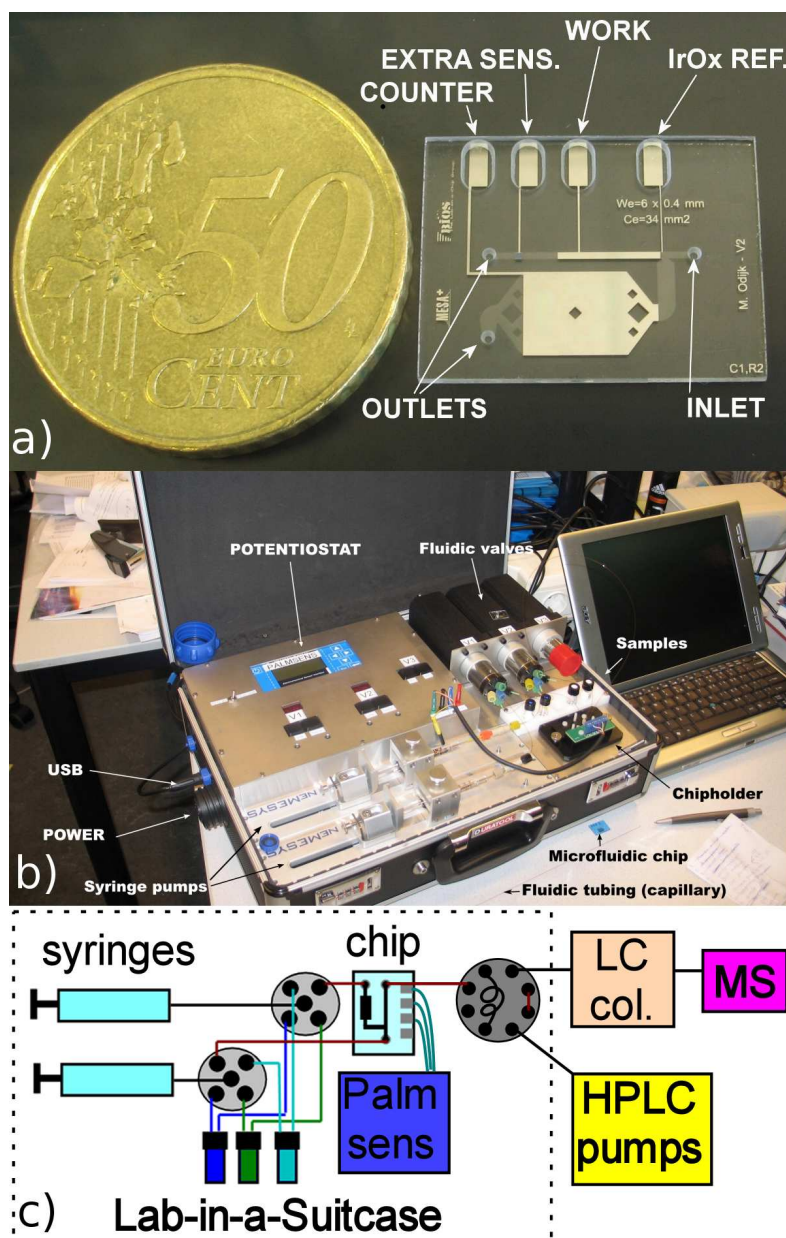 WORK
EXTRA SENS.
IrOx REF.
COUNTER
We=6 x 0.4 mm
Ce=34 mm2
BIOS
MESA+
M. Odijk - V2
C1,R2
50
EURO
CENT
OUTLETS
INLET
a)
POTENTIOSTAT
Fluidic valves
PALMSENS
Samples
V3
V2
V1
USB
NEMESYS
NEMESYS
POWER
Chipholder
DURATOOL
Microfluidic chip
Syringe pumps
Fluidic tubing (capillary)
b)
syringes
chip
LC
col.
MS
Palm
sens
HPLC
pumps
c)
Lab-in-a-Suitcase